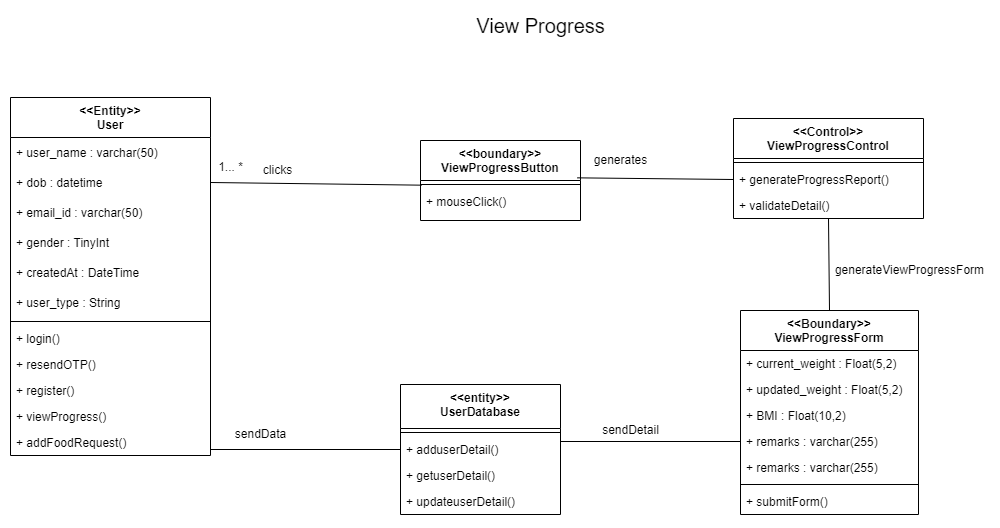 View Progress
<<Entity>>
User
+ user_name : varchar(50)
+ dob : datetime
+ email_id : varchar(50)
+ gender : TinyInt
+ createdAt : DateTime
+ user_type : String
+ login()
+ resendOTP()
+ register()
+ viewProgress()
+ addFoodRequest()
1... *
clicks
<<boundary>>
ViewProgressButton
+ mouseClick()
generates
<<Control>>
ViewProgressControl
+ generateProgressReport()
+ validateDetail()
generateViewProgressForm
<<Boundary>>
ViewProgressForm
+ current_weight : Float(5,2)
+ updated_weight : Float(5,2)
+ BMI : Float(10,2)
+ remarks : varchar(255)
+ remarks : varchar(255)
+ submitForm()
sendDetail
<<entity>>
UserDatabase
+ adduserDetail()
+ getuserDetail()
+ updateuserDetail()
sendData